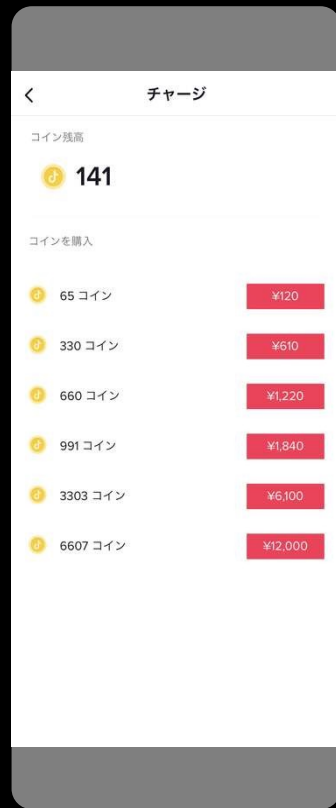 チャージ
コイン残高
141
コインを購入
65 コイン ¥120
330 コイン ¥610
660 コイン ¥1,220
991 コイン ¥1,840
3303 コイン ¥6,100
6607 コイン ¥12,000